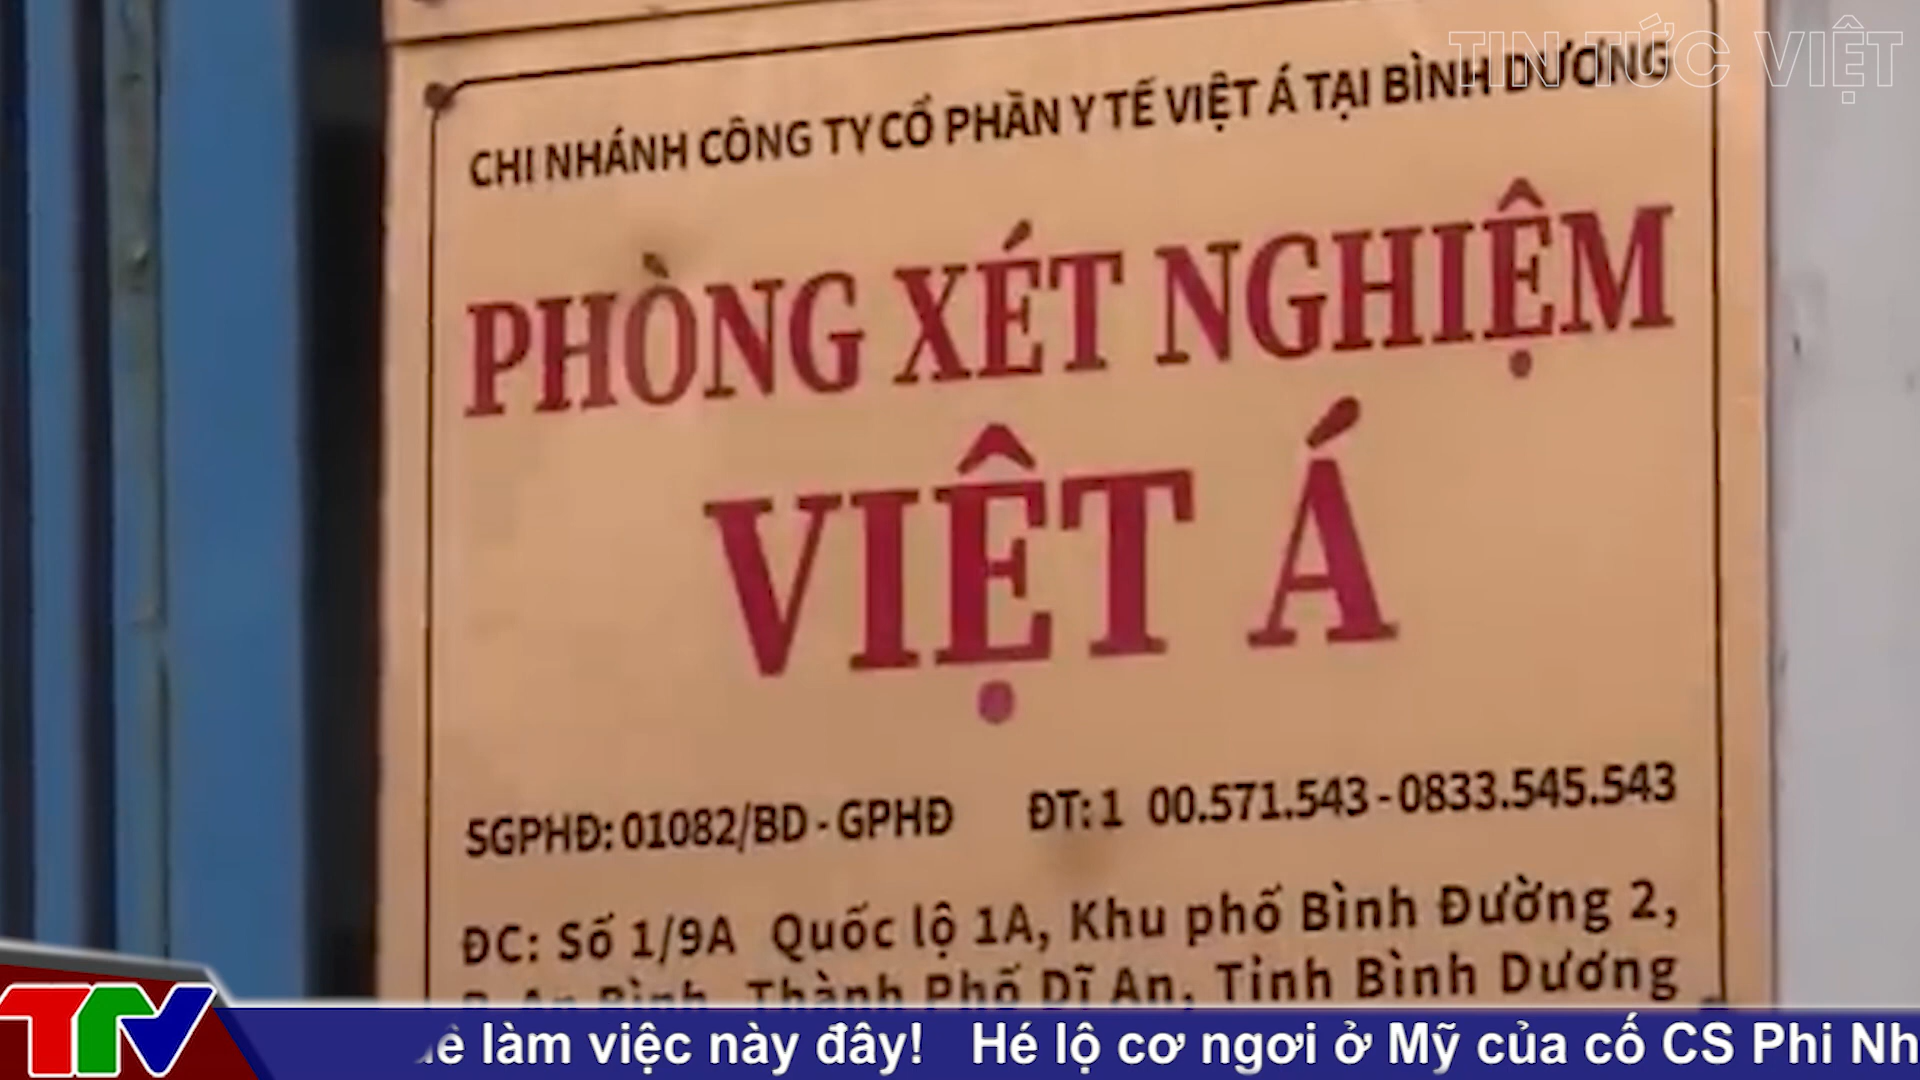 TIN TỨC VIỆT
CHI NHÁNH CÔNG TY CỔ PHẦN Y TẾ VIỆT Á TẠI BÌNH DƯƠNG
PHÒNG XÉT NGHIỆM
VIỆT Á
SGPHĐ: 01082/BD - GPHĐ ĐT: 1 00.571.543 - 0833.545.543
ĐC: Số 1/9A Quốc lộ 1A, Khu phố Bình Đường 2,
P. An Bình, Thành Phố Dĩ An, Tỉnh Bình Dương
TTV
làm việc này đây! Hé lộ cơ ngơi ở Mỹ của cố CS Phi Nh